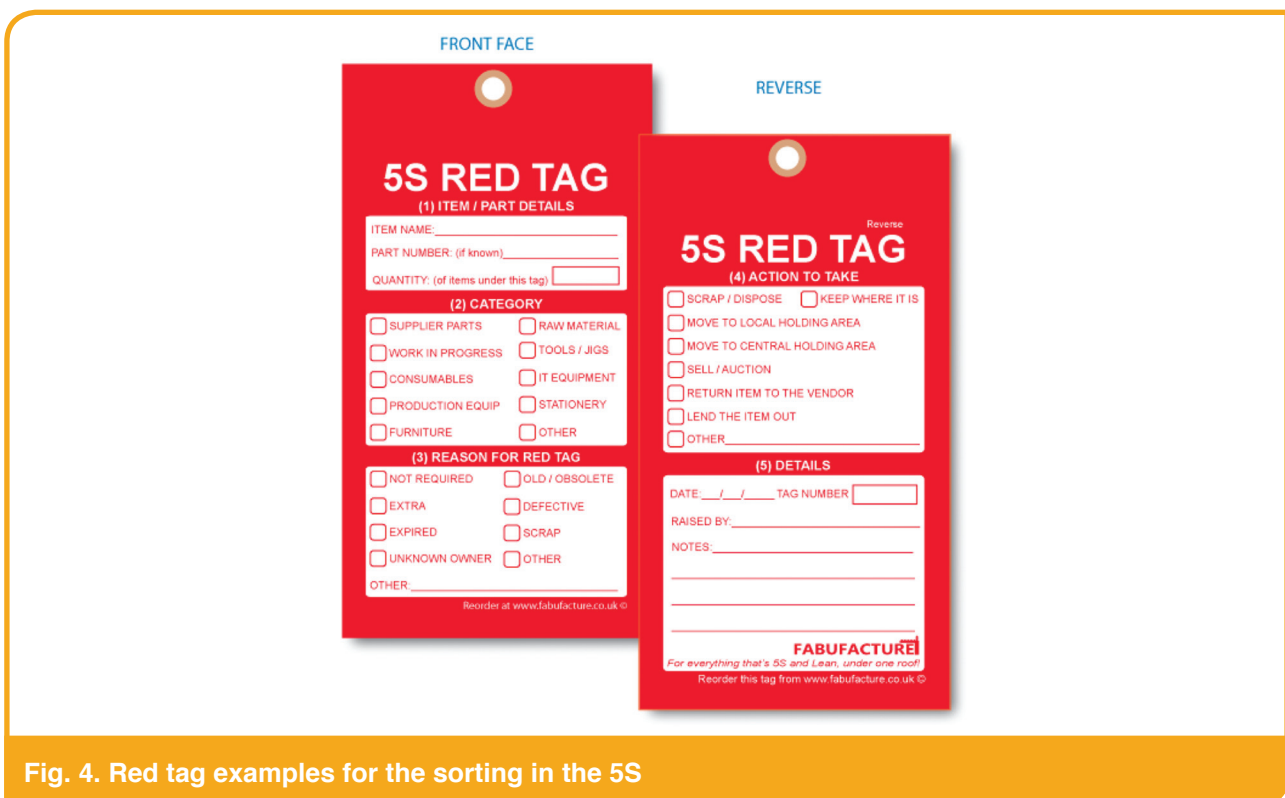 FRONT FACE
5S RED TAG
(1) ITEM / PART DETAILS
ITEM NAME:
PART NUMBER: (if known)
QUANTITY: (of items under this tag)
(2) CATEGORY
SUPPLIER PARTS RAW MATERIAL
WORK IN PROGRESS TOOLS / JIGS
CONSUMABLES IT EQUIPMENT
PRODUCTION EQUIP STATIONERY
FURNITURE OTHER
(3) REASON FOR RED TAG
NOT REQUIRED OLD / OBSOLETE
EXTRA DEFECTIVE
EXPIRED SCRAP
UNKNOWN OWNER OTHER
OTHER:
Reorder at www.fabufacture.co.uk ©
REVERSE
Reverse
5S RED TAG
(4) ACTION TO TAKE
SCRAP / DISPOSE KEEP WHERE IT IS
MOVE TO LOCAL HOLDING AREA
MOVE TO CENTRAL HOLDING AREA
SELL / AUCTION
RETURN ITEM TO THE VENDOR
LEND THE ITEM OUT
OTHER
(5) DETAILS
DATE:__/__/____ TAG NUMBER
RAISED BY:
NOTES:
FABUFACTURE
For everything that's 5S and Lean, under one roof!
Reorder this tag from www.fabufacture.co.uk ©
Fig. 4. Red tag examples for the sorting in the 5S